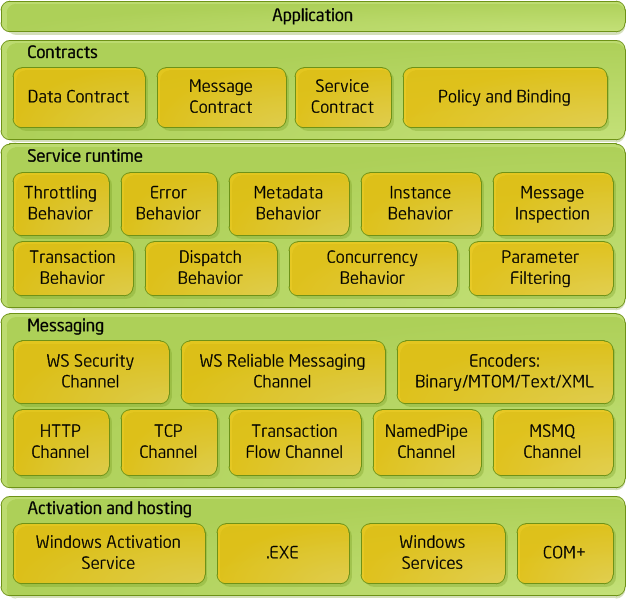 Application
Contracts
Data Contract
Message
Contract
Service
Contract
Policy and Binding
Service runtime
Throttling
Behavior
Error
Behavior
Metadata
Behavior
Instance
Behavior
Message
Inspection
Transaction
Behavior
Dispatch
Behavior
Concurrency
Behavior
Parameter
Filtering
Messaging
WS Security
Channel
WS Reliable Messaging
Channel
Encoders:
Binary/MTOM/Text/XML
HTTP
Channel
TCP
Channel
Transaction
Flow Channel
NamedPipe
Channel
MSMQ
Channel
Activation and hosting
Windows Activation
Service
.EXE
Windows
Services
COM+